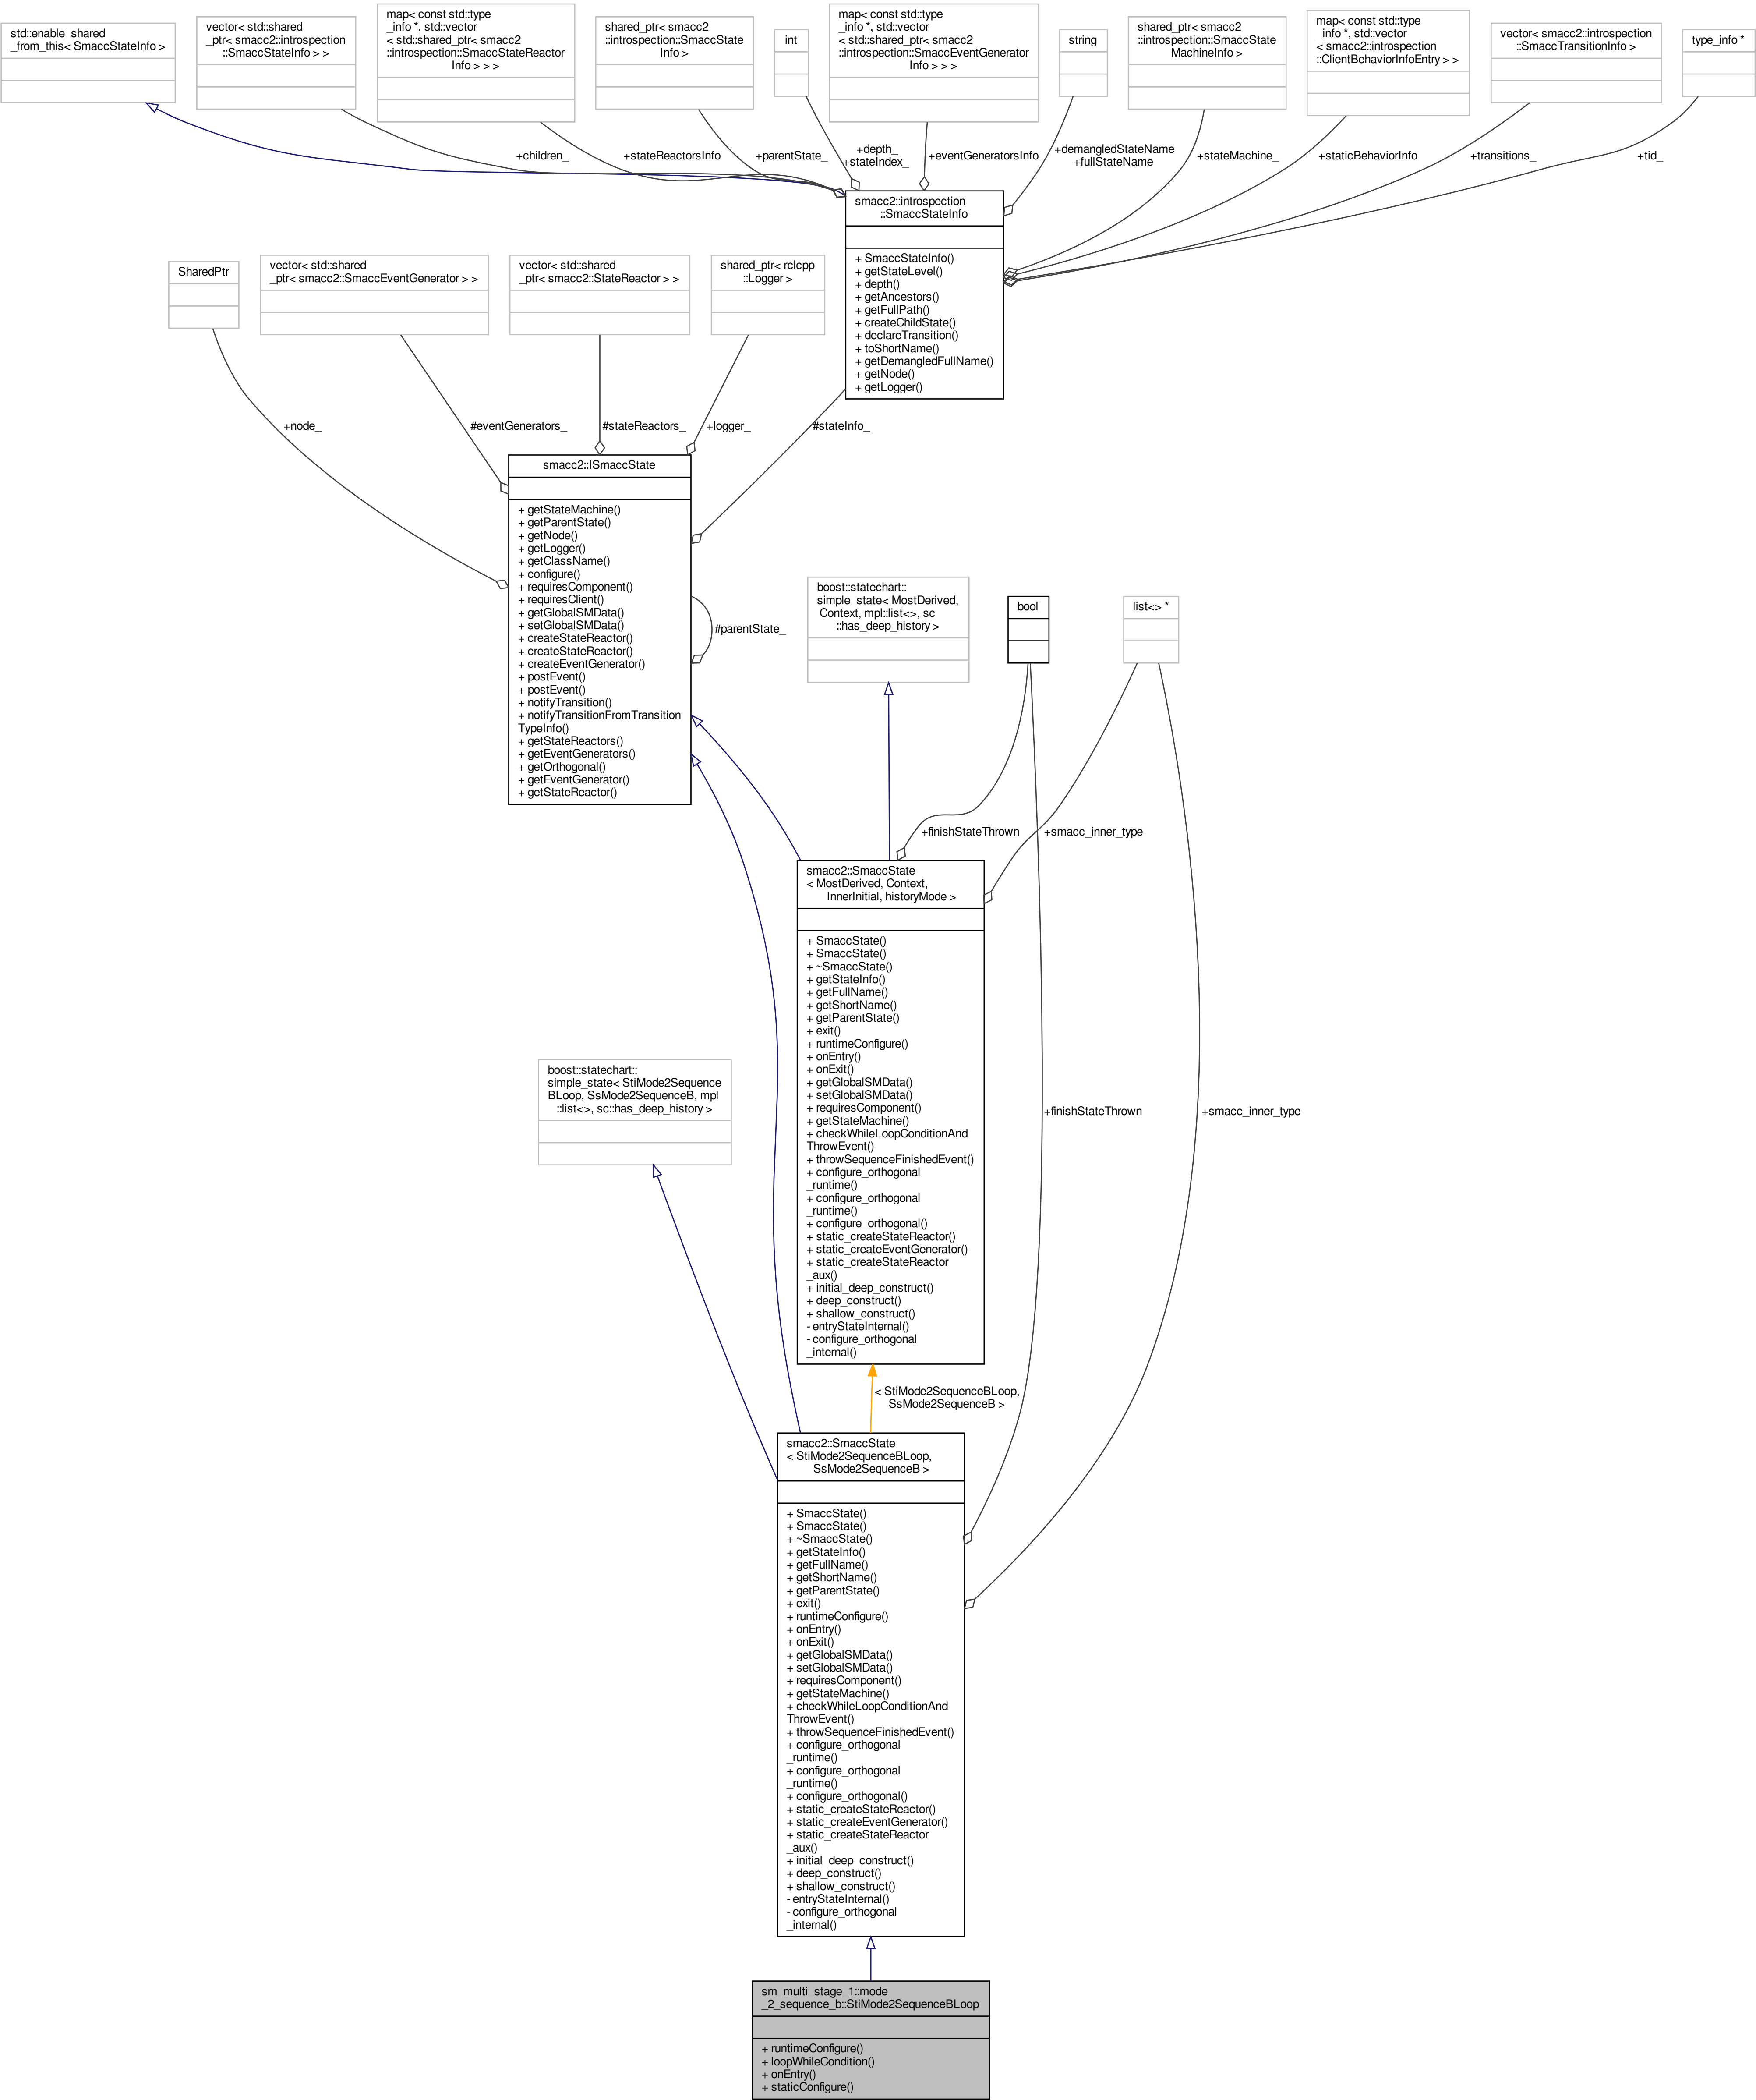 std::enable_shared
_from_this< SmaccStateInfo >
vector< std::shared
_ptr< smacc2::introspection
::SmaccStateInfo > >
map< const std::type
_info *, std::vector
< std::shared_ptr< smacc2
::introspection::SmaccStateReactor
Info > > >
shared_ptr< smacc2
::introspection::SmaccState
Info >
int
map< const std::type
_info *, std::vector
< std::shared_ptr< smacc2
::introspection::SmaccEventGenerator
Info > > >
string
shared_ptr< smacc2
::introspection::SmaccState
MachineInfo >
map< const std::type
_info *, std::vector
< smacc2::introspection
::ClientBehaviorInfoEntry > >
vector< smacc2::introspection
::SmaccTransitionInfo >
type_info *
+children_
+stateReactorsInfo
+parentState_
+depth_
+stateIndex_
+eventGeneratorsInfo
+demangledStateName
+fullStateName
+stateMachine_
+staticBehaviorInfo
+transitions_
+tid_
smacc2::introspection
::SmaccStateInfo
+ SmaccStateInfo()
+ getStateLevel()
+ depth()
+ getAncestors()
+ getFullPath()
+ createChildState()
+ declareTransition()
+ toShortName()
+ getDemangledFullName()
+ getNode()
+ getLogger()
SharedPtr
vector< std::shared
_ptr< smacc2::SmaccEventGenerator > >
vector< std::shared
_ptr< smacc2::StateReactor > >
shared_ptr< rclcpp
::Logger >
+node_
#eventGenerators_
#stateReactors_
+logger_
#stateInfo_
smacc2::ISmaccState
+ getStateMachine()
+ getParentState()
+ getNode()
+ getLogger()
+ getClassName()
+ configure()
+ requiresComponent()
+ requiresClient()
+ getGlobalSMData()
+ setGlobalSMData()
+ createStateReactor()
+ createStateReactor()
+ createEventGenerator()
+ postEvent()
+ postEvent()
+ notifyTransition()
+ notifyTransitionFromTransition
TypeInfo()
+ getStateReactors()
+ getEventGenerators()
+ getOrthogonal()
+ getEventGenerator()
+ getStateReactor()
#parentState_
boost::statechart::
simple_state< MostDerived,
Context, mpl::list<>, sc
::has_deep_history >
bool
list<> *
+finishStateThrown
+smacc_inner_type
smacc2::SmaccState
< MostDerived, Context,
InnerInitial, historyMode >
+ SmaccState()
+ SmaccState()
+ ~SmaccState()
+ getStateInfo()
+ getFullName()
+ getShortName()
+ getParentState()
+ exit()
+ runtimeConfigure()
+ onEntry()
+ onExit()
+ getGlobalSMData()
+ setGlobalSMData()
+ requiresComponent()
+ getStateMachine()
+ checkWhileLoopConditionAnd
ThrowEvent()
+ throwSequenceFinishedEvent()
+ configure_orthogonal
_runtime()
+ configure_orthogonal
_runtime()
+ configure_orthogonal()
+ static_createStateReactor()
+ static_createEventGenerator()
+ static_createStateReactor
_aux()
+ initial_deep_construct()
+ deep_construct()
+ shallow_construct()
- entryStateInternal()
- configure_orthogonal
_internal()
boost::statechart::
simple_state< StiMode2Sequence
BLoop, SsMode2SequenceB, mpl
::list<>, sc::has_deep_history >
+finishStateThrown
+smacc_inner_type
< StiMode2SequenceBLoop,
SsMode2SequenceB >
smacc2::SmaccState
< StiMode2SequenceBLoop,
SsMode2SequenceB >
+ SmaccState()
+ SmaccState()
+ ~SmaccState()
+ getStateInfo()
+ getFullName()
+ getShortName()
+ getParentState()
+ exit()
+ runtimeConfigure()
+ onEntry()
+ onExit()
+ getGlobalSMData()
+ setGlobalSMData()
+ requiresComponent()
+ getStateMachine()
+ checkWhileLoopConditionAnd
ThrowEvent()
+ throwSequenceFinishedEvent()
+ configure_orthogonal
_runtime()
+ configure_orthogonal
_runtime()
+ configure_orthogonal()
+ static_createStateReactor()
+ static_createEventGenerator()
+ static_createStateReactor
_aux()
+ initial_deep_construct()
+ deep_construct()
+ shallow_construct()
- entryStateInternal()
- configure_orthogonal
_internal()
sm_multi_stage_1::mode
_2_sequence_b::StiMode2SequenceBLoop
+ runtimeConfigure()
+ loopWhileCondition()
+ onEntry()
+ staticConfigure()